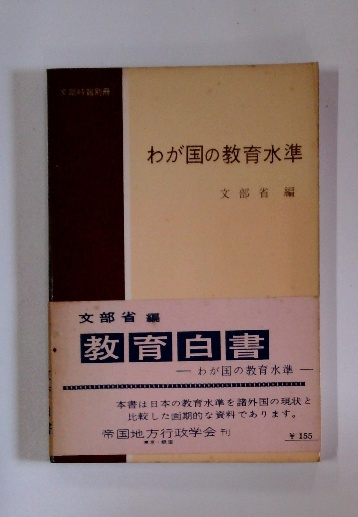 文部時報別冊
わが国の教育水準
文部省 編
文部省 編
教育白書
― わが国の教育水準 ―
本書は日本の教育水準を諸外国の現状と
比較した画期的な資料であります。
帝国地方行政学会 刊
東京・銀座
￥155